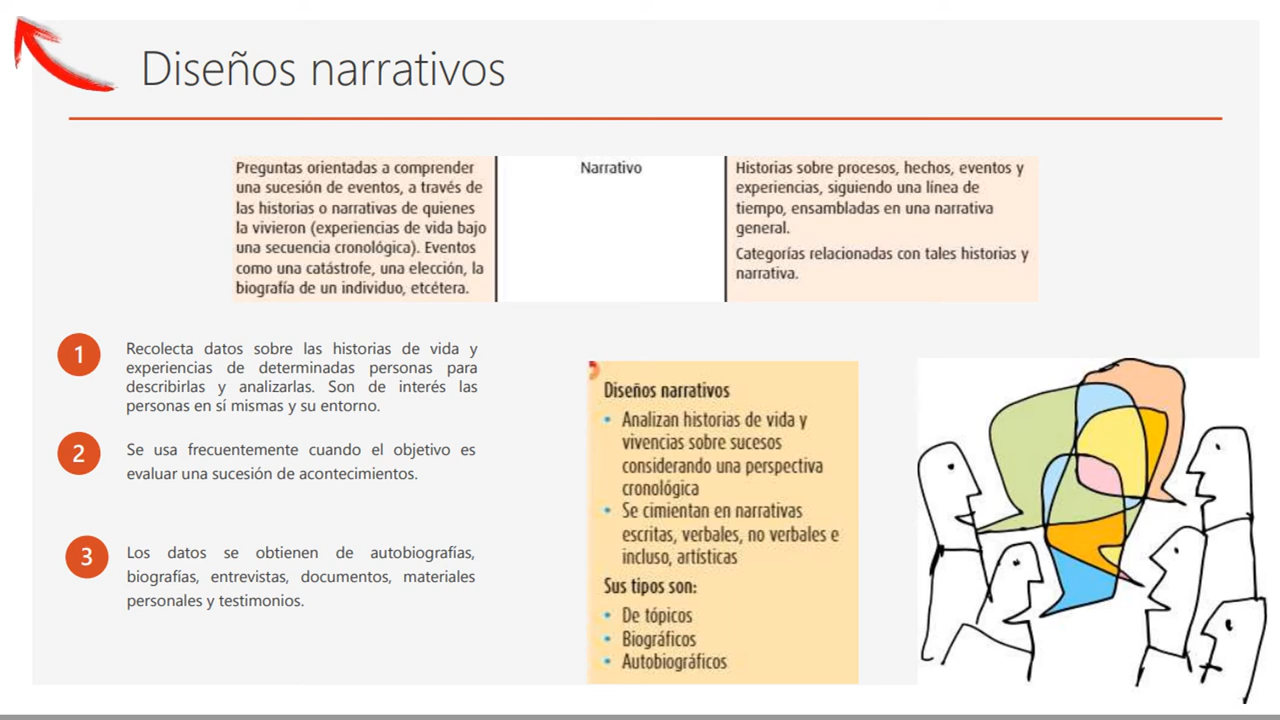 Diseños narrativos
Preguntas orientadas a comprender
una sucesión de eventos, a través de
las historias o narrativas de quienes
la vivieron (experiencias de vida bajo
una secuencia cronológica). Eventos
como una catástrofe, una elección, la
biografía de un individuo, etcétera.
Narrativo
Historias sobre procesos, hechos, eventos y
experiencias, siguiendo una línea de
tiempo, ensambladas en una narrativa
general.
Categorías relacionadas con tales historias y
narrativa.
1
Recolecta datos sobre las historias de vida y
experiencias de determinadas personas para
describirlas y analizarlas. Son de interés las
personas en sí mismas y su entorno.
2
Se usa frecuentemente cuando el objetivo es
evaluar una sucesión de acontecimientos.
3
Los datos se obtienen de autobiografías,
biografías, entrevistas, documentos, materiales
personales y testimonios.
Diseños narrativos
• Analizan historias de vida y
vivencias sobre sucesos
considerando una perspectiva
cronológica
• Se cimientan en narrativas
escritas, verbales, no verbales e
incluso, artísticas
Sus tipos son:
• De tópicos
• Biográficos
• Autobiográficos